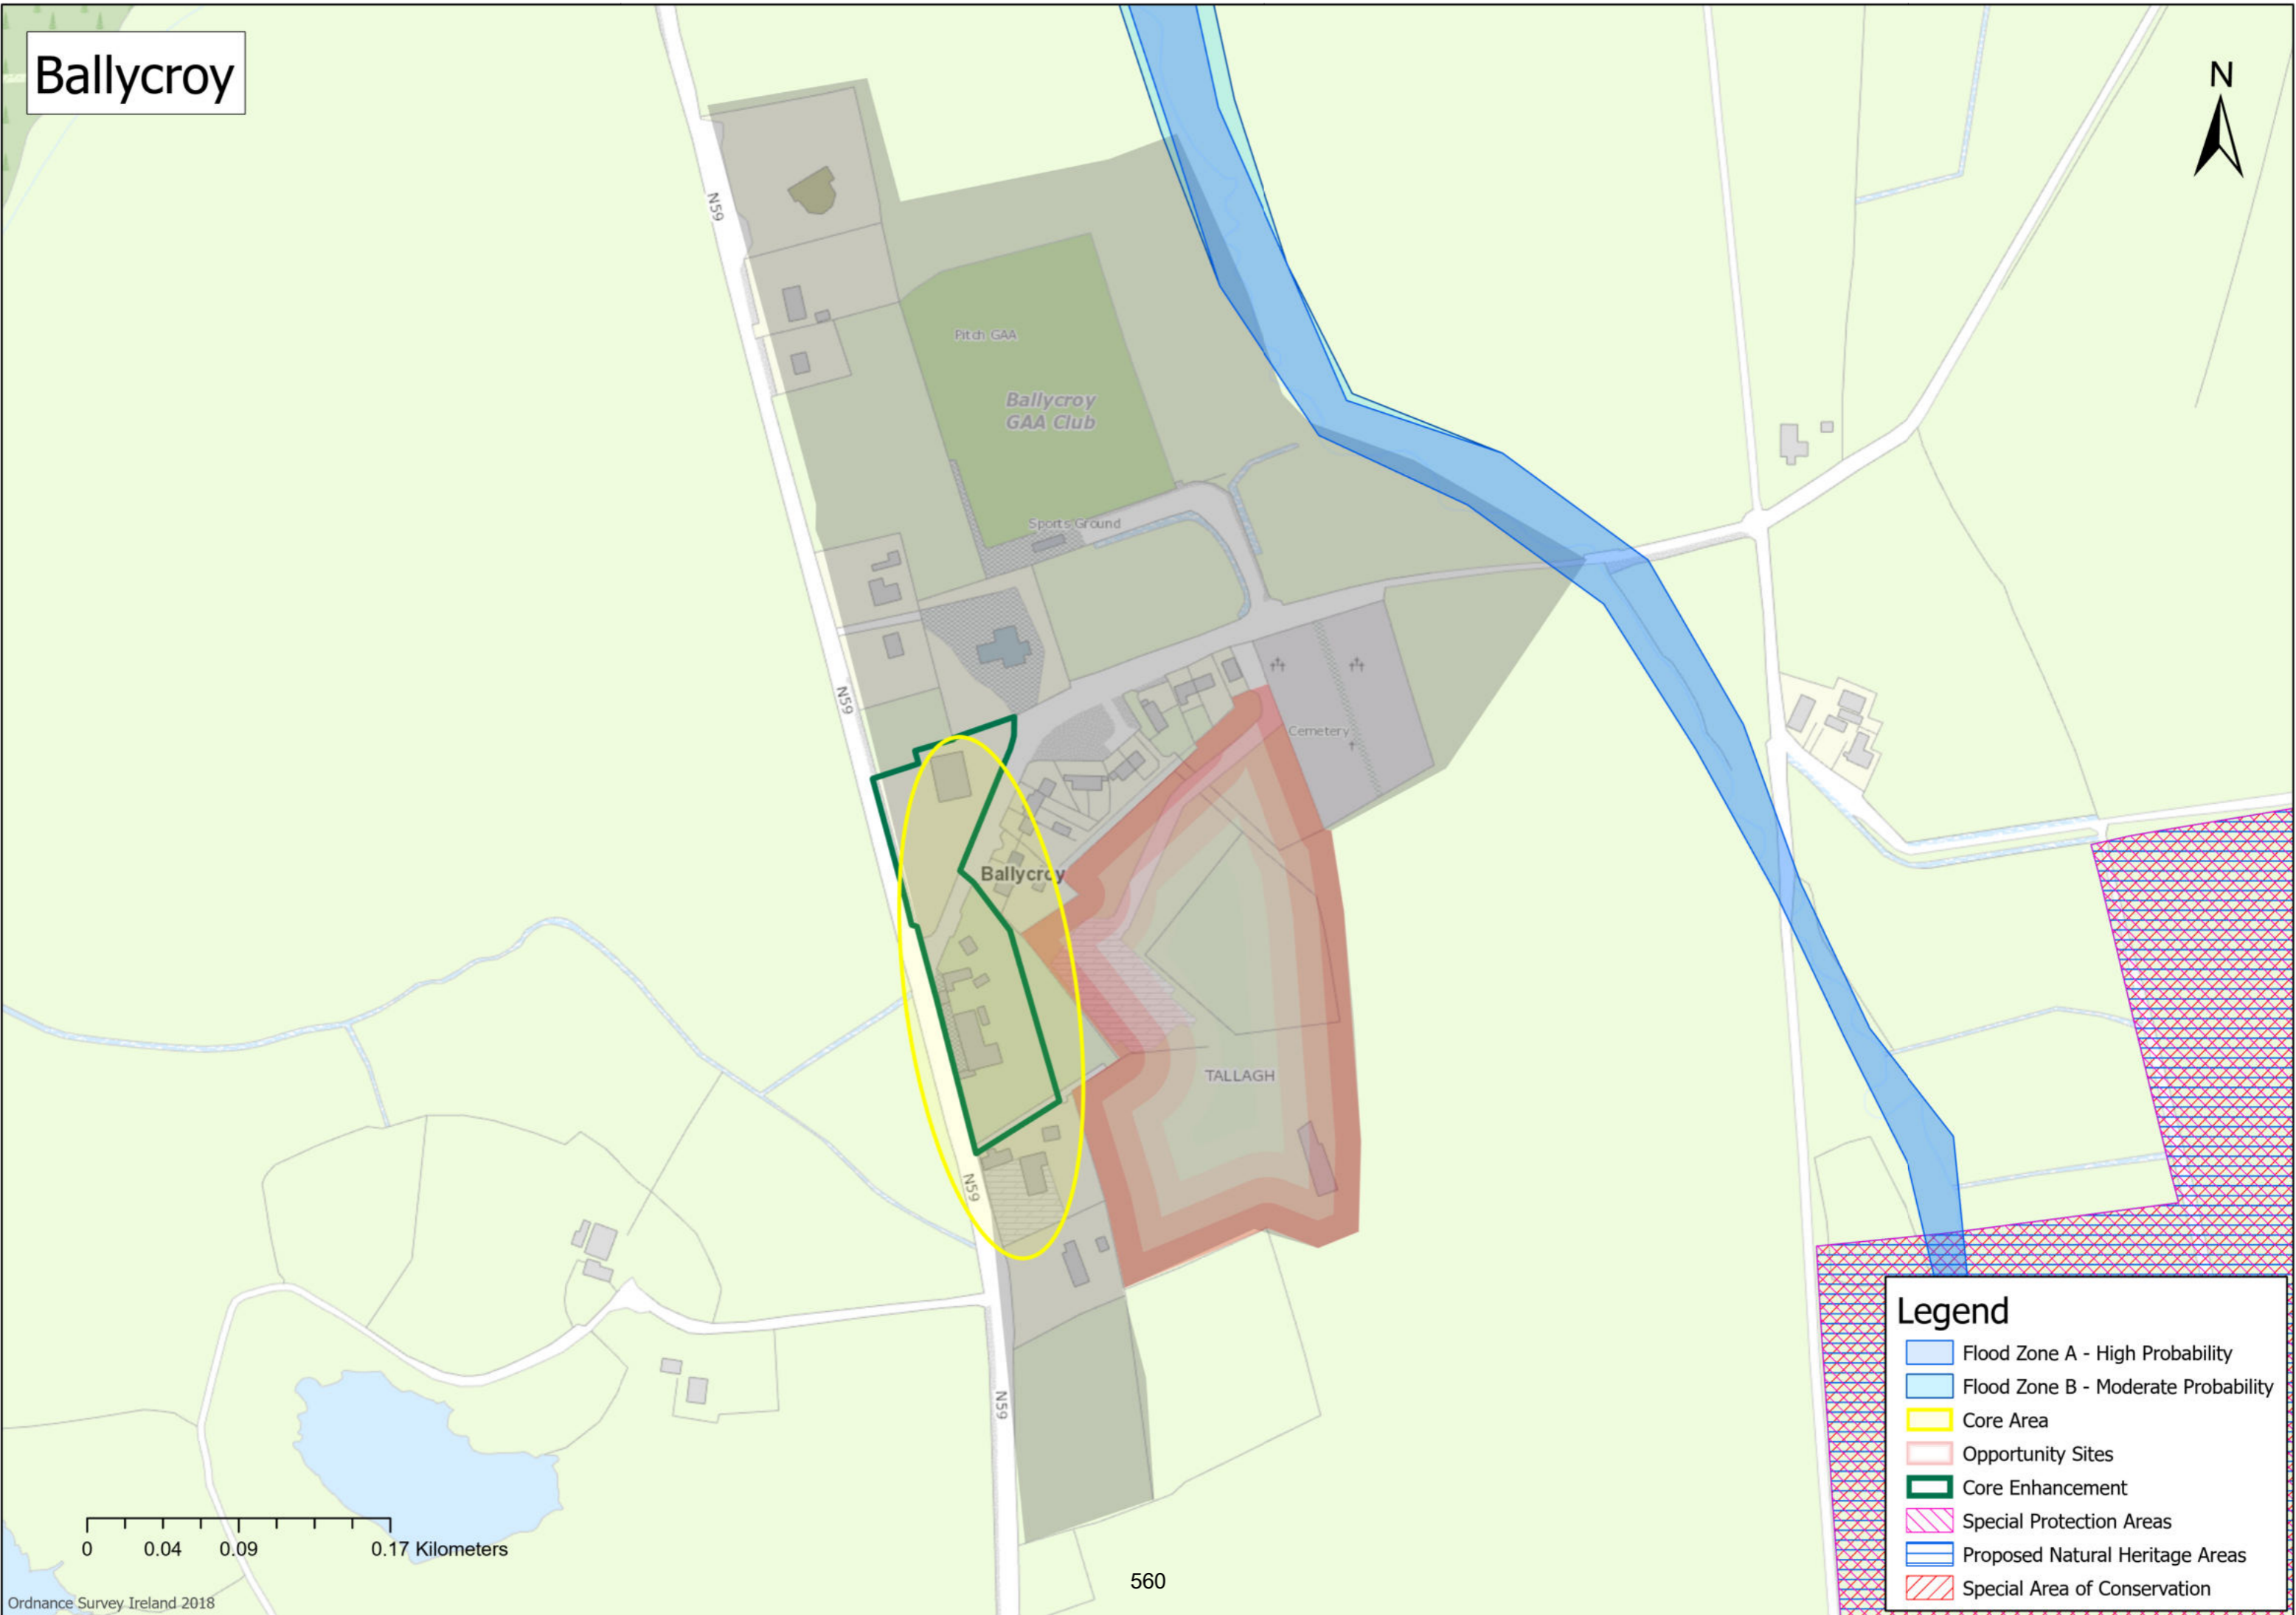 Ballycroy
N
N59
Pitch GAA
Ballycroy
GAA Club
Sports Ground
N59
Cemetery
Ballycroy
TALLAGH
N59
N59
Legend
Flood Zone A - High Probability
Flood Zone B - Moderate Probability
Core Area
Opportunity Sites
Core Enhancement
Special Protection Areas
Proposed Natural Heritage Areas
Special Area of Conservation
0 0.04 0.09 0.17 Kilometers
560
Ordnance Survey Ireland 2018